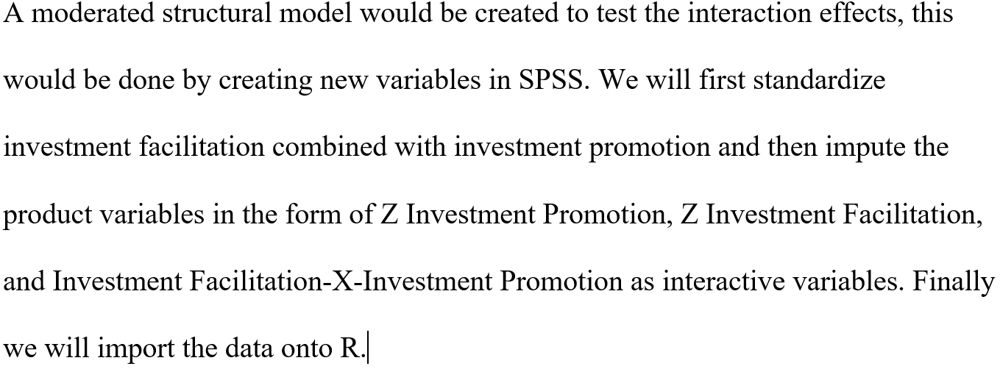 A moderated structural model would be created to test the interaction effects, this
would be done by creating new variables in SPSS. We will first standardize
investment facilitation combined with investment promotion and then impute the
product variables in the form of Z Investment Promotion, Z Investment Facilitation,
and Investment Facilitation-X-Investment Promotion as interactive variables. Finally
we will import the data onto R.